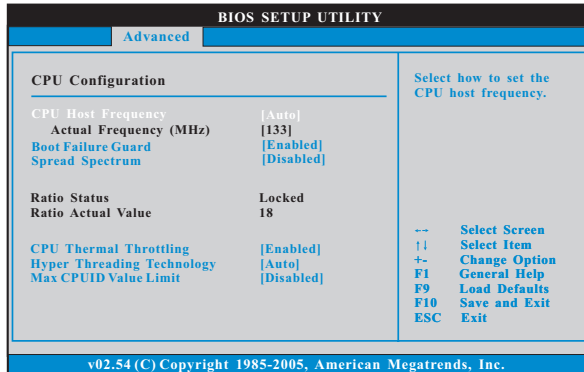 BIOS SETUP UTILITY
Advanced
CPU Configuration
CPU Host Frequency [Auto]
Actual Frequency (MHz) [133]
Boot Failure Guard [Enabled]
Spread Spectrum [Disabled]
Ratio Status Locked
Ratio Actual Value 18
CPU Thermal Throttling [Enabled]
Hyper Threading Technology [Auto]
Max CPUID Value Limit [Disabled]
Select how to set the
CPU host frequency.
←→ Select Screen
↑↓ Select Item
+- Change Option
F1 General Help
F9 Load Defaults
F10 Save and Exit
ESC Exit
v02.54 (C) Copyright 1985-2005, American Megatrends, Inc.